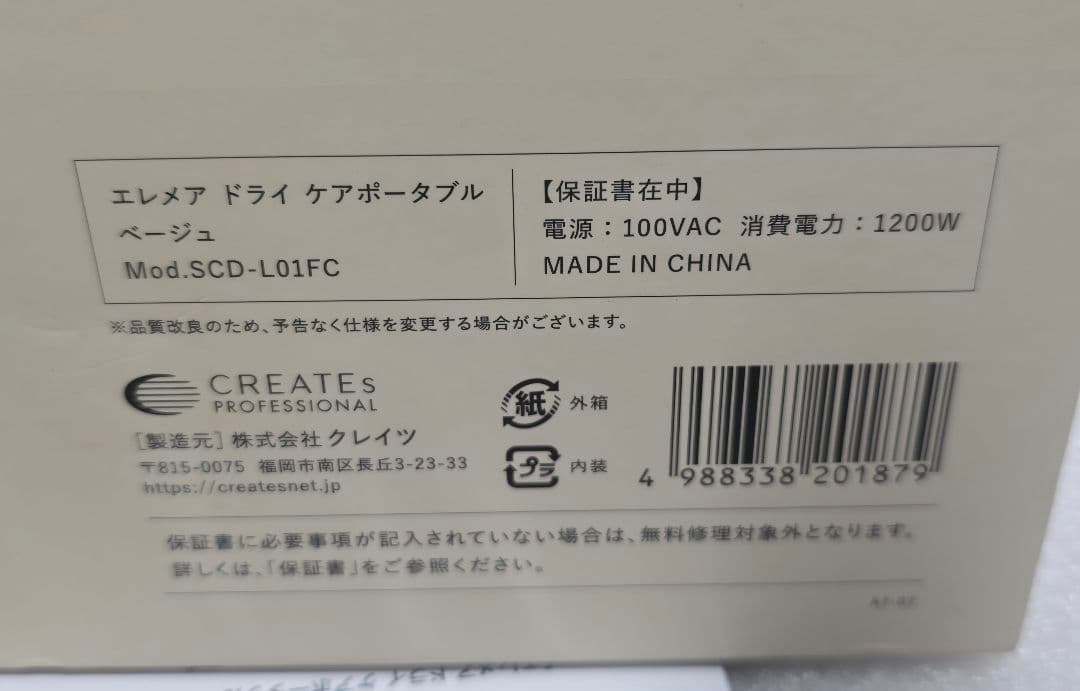 エレメア ドライ ケアポータブル
ベージュ
Mod.SCD-L01FC
【保証書在中】
電源：100VAC 消費電力：1200W
MADE IN CHINA
※品質改良のため、予告なく仕様を変更する場合がございます。
CREATEs
PROFESSIONAL
［製造元］株式会社 クレイツ
〒815-0075 福岡市南区長丘3-23-33
https://createsnet.jp
紙 外箱
プラ 内装
4 988338 201879
保証書に必要事項が記入されていない場合は、無料修理対象外となります。
詳しくは、「保証書」をご参照ください。